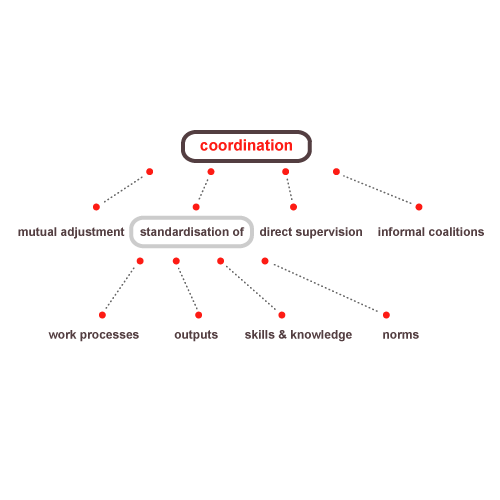 coordination
mutual adjustment
standardisation of
direct supervision
informal coalitions
work processes
outputs
skills & knowledge
norms